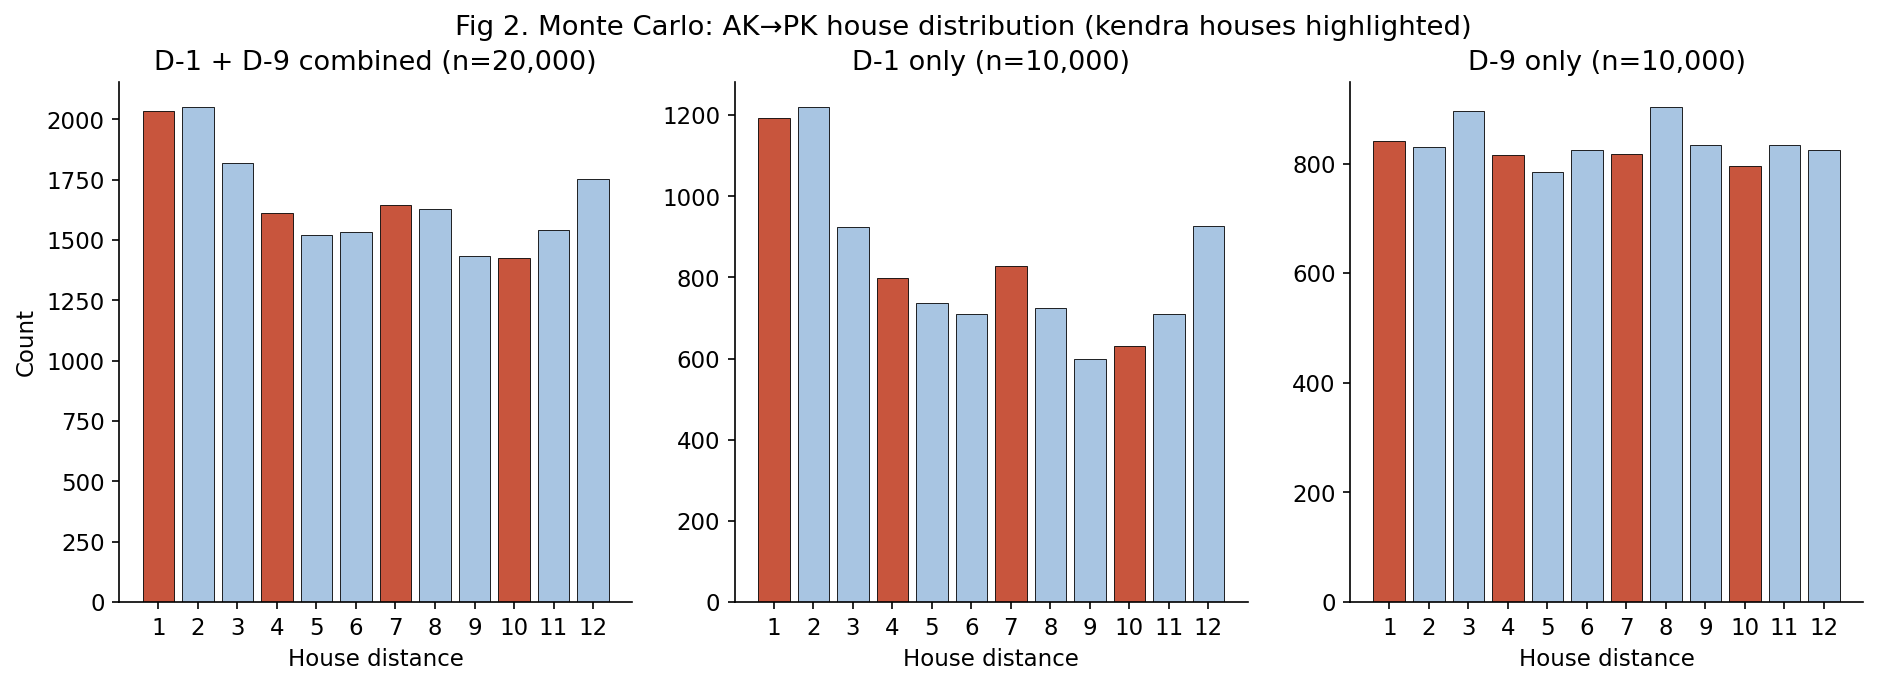 Fig 2. Monte Carlo: AK→PK house distribution (kendra houses highlighted)
D-1 + D-9 combined (n=20,000)
2000
1750
1500
1250
1000
750
500
250
0
Count
1 2 3 4 5 6 7 8 9 10 11 12
House distance
D-1 only (n=10,000)
1200
1000
800
600
400
200
0
1 2 3 4 5 6 7 8 9 10 11 12
House distance
D-9 only (n=10,000)
800
600
400
200
0
1 2 3 4 5 6 7 8 9 10 11 12
House distance